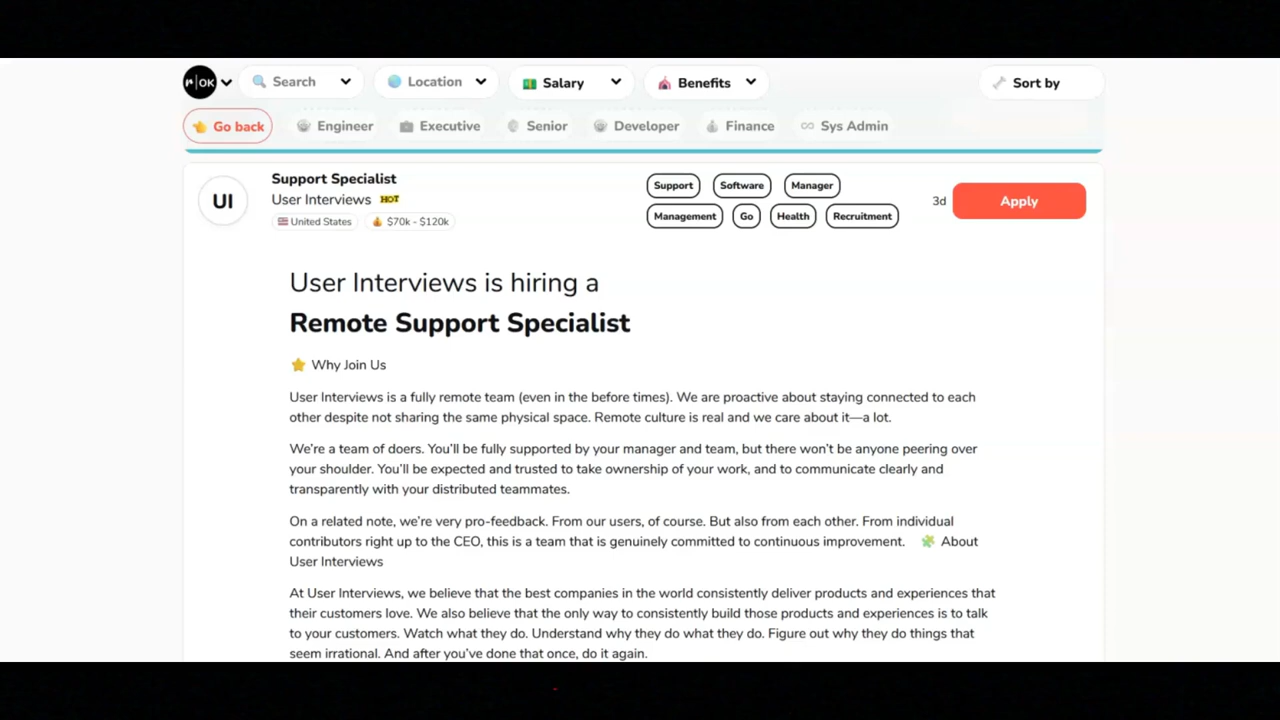 r|OK Search Location Salary Benefits Sort by
Go back Engineer Executive Senior Developer Finance Sys Admin
UI
Support Specialist
User Interviews HOT
United States $70k - $120k
Support Software Manager
Management Go Health Recruitment
3d Apply
User Interviews is hiring a
Remote Support Specialist
Why Join Us
User Interviews is a fully remote team (even in the before times). We are proactive about staying connected to each
other despite not sharing the same physical space. Remote culture is real and we care about it—a lot.
We’re a team of doers. You’ll be fully supported by your manager and team, but there won’t be anyone peering over
your shoulder. You’ll be expected and trusted to take ownership of your work, and to communicate clearly and
transparently with your distributed teammates.
On a related note, we’re very pro-feedback. From our users, of course. But also from each other. From individual
contributors right up to the CEO, this is a team that is genuinely committed to continuous improvement. About
User Interviews
At User Interviews, we believe that the best companies in the world consistently deliver products and experiences that
their customers love. We also believe that the only way to consistently build those products and experiences is to talk
to your customers. Watch what they do. Understand why they do what they do. Figure out why they do things that
seem irrational. And after you’ve done that once, do it again.